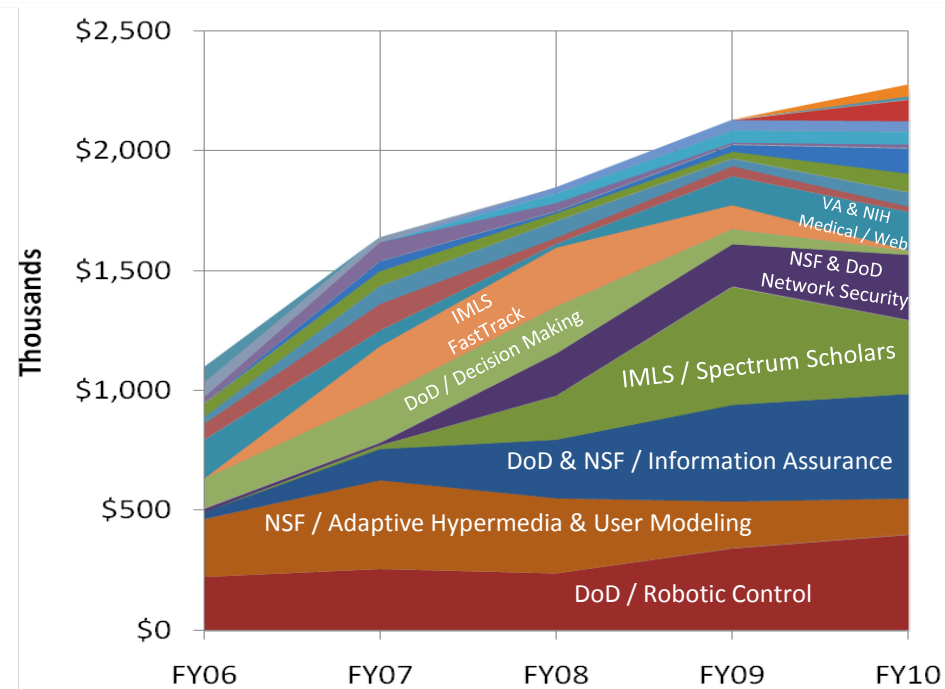 $2,500
$2,000
$1,500
$1,000
$500
$0
Thousands
VA & NIH
Medical / Web
NSF & DoD
Network Security
IMLS
FastTrack
DoD / Decision Making
IMLS / Spectrum Scholars
DoD & NSF / Information Assurance
NSF / Adaptive Hypermedia & User Modeling
DoD / Robotic Control
FY06 FY07 FY08 FY09 FY10